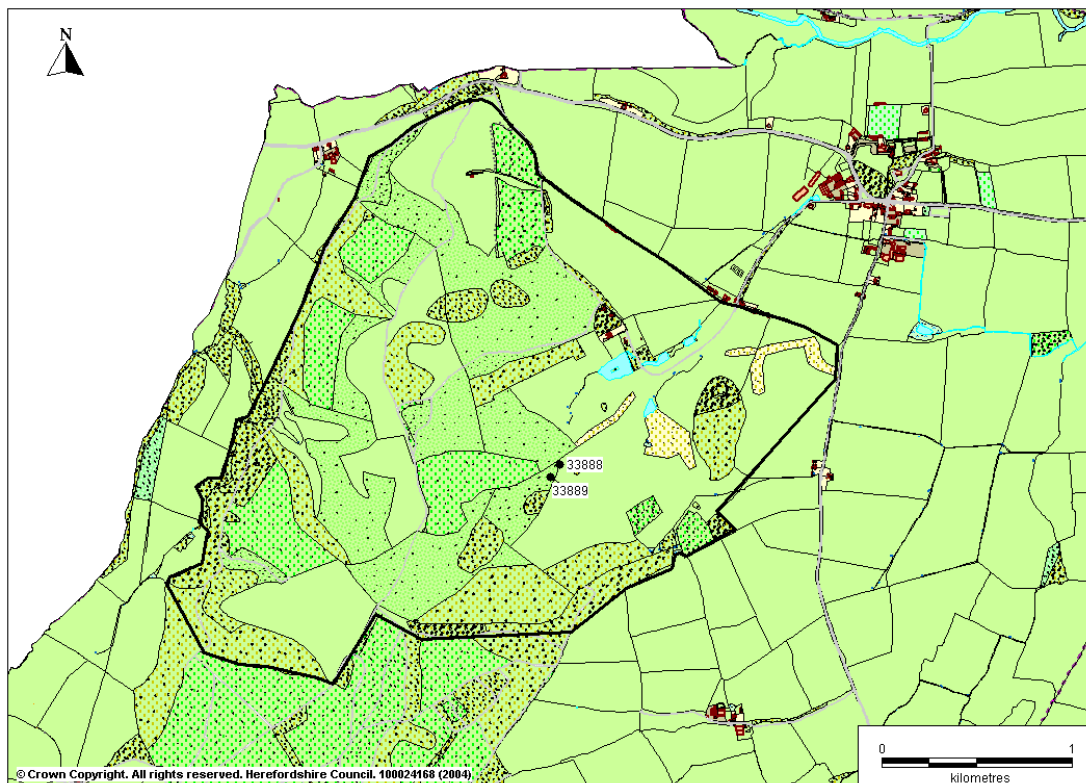 N
33888
33889
0 1
kilometres
© Crown Copyright. All rights reserved. Herefordshire Council. 100024168 (2004)